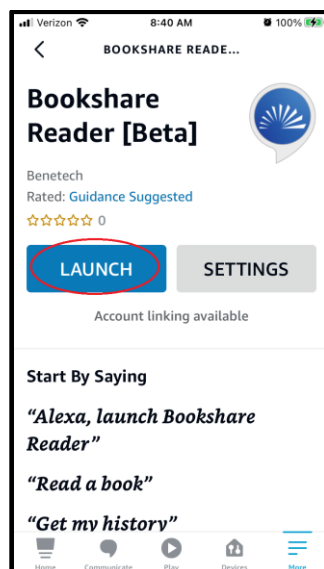 Verizon 8:40 AM 100%
BOOKSHARE READE...
Bookshare
Reader [Beta]
Benetech
Rated: Guidance Suggested
0
LAUNCH SETTINGS
Account linking available
Start By Saying
“Alexa, launch Bookshare
Reader”
“Read a book”
“Get my history”
Home Communicate Play Devices More